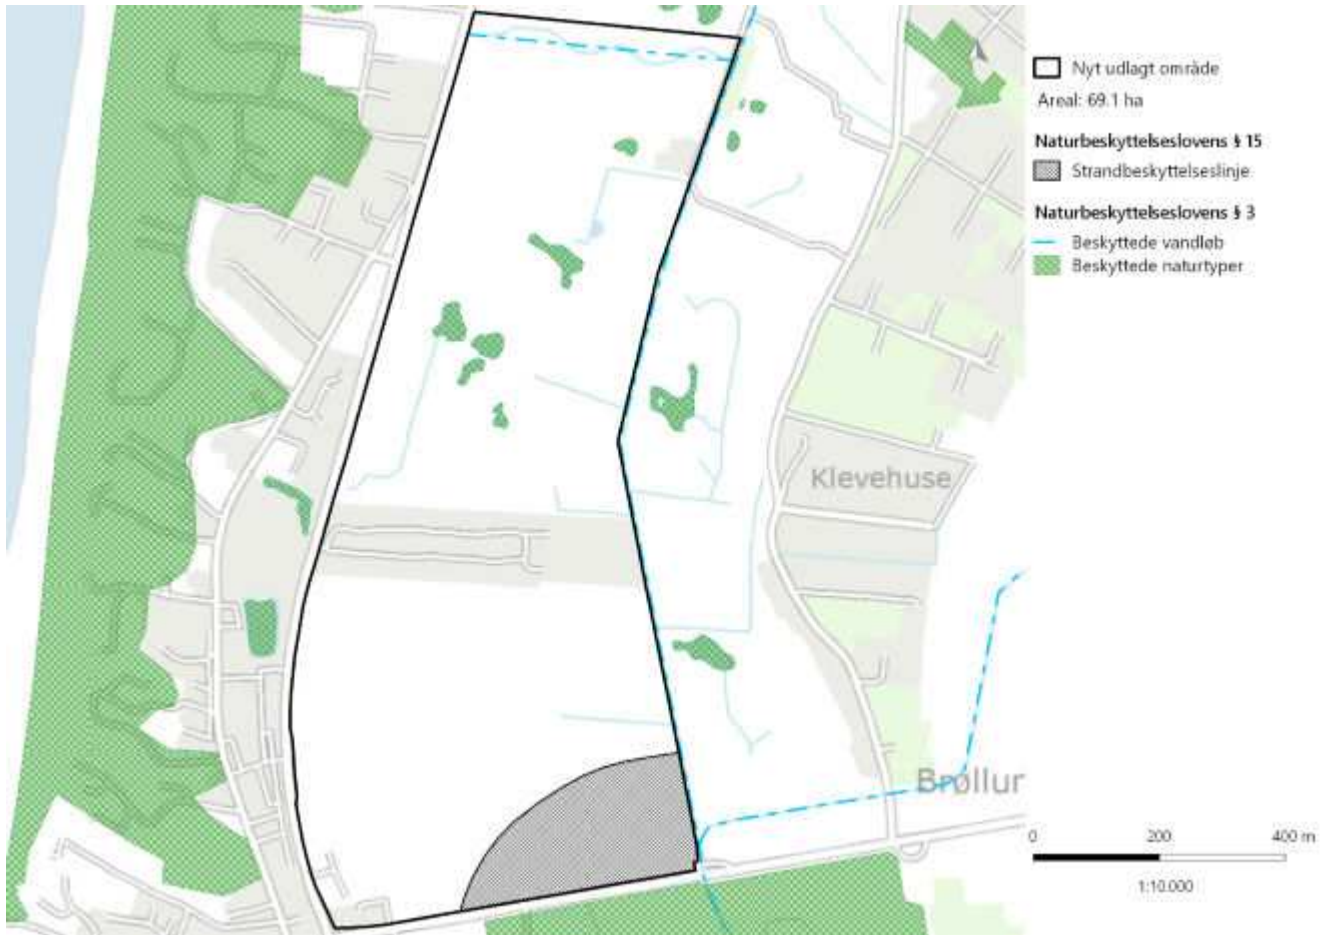 Nyt udlagt område
Areal: 69.1 ha
Naturbeskyttelseslovens § 15
Strandbeskyttelseslinje
Naturbeskyttelseslovens § 3
Beskyttede vandløb
Beskyttede naturtyper
Klevehuse
Brøllur
0 200 400 m
1:10.000